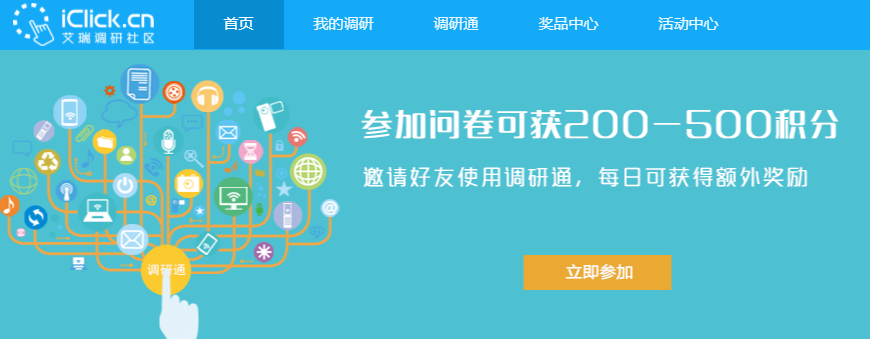 iClick.cn
艾瑞调研社区
首页 我的调研 调研通 奖品中心 活动中心
参加问卷可获200-500积分
邀请好友使用调研通，每日可获得额外奖励
立即参加
调研通